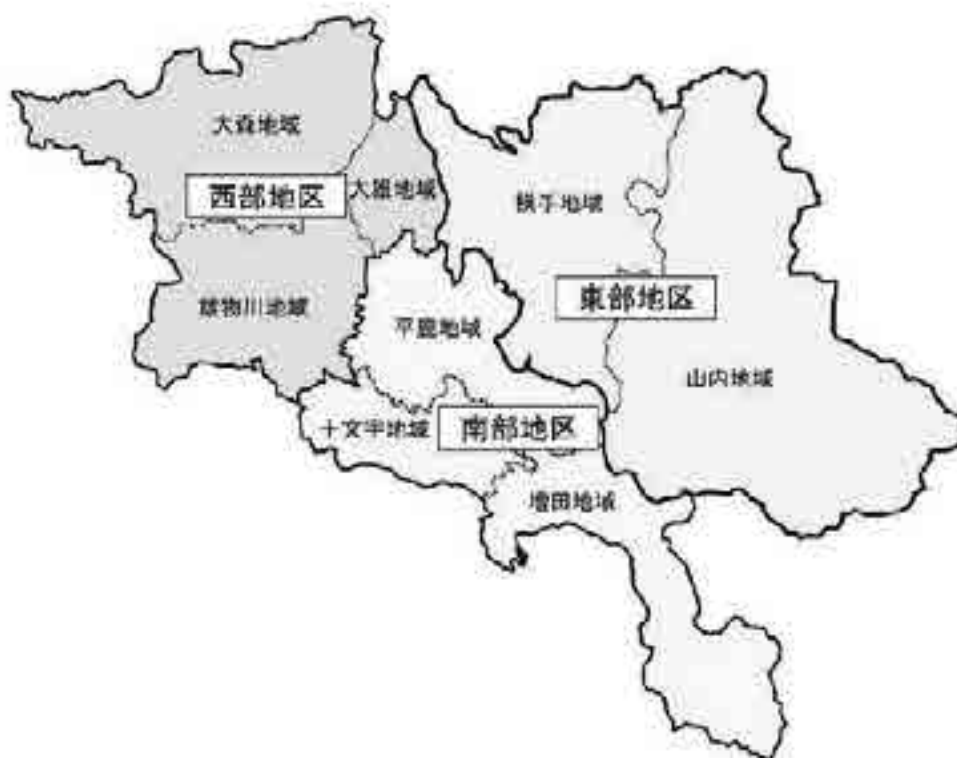 大森地域
西部地区
大雄地域
横手地域
雄物川地域
東部地区
平鹿地域
山内地域
十文字地域
南部地区
増田地域